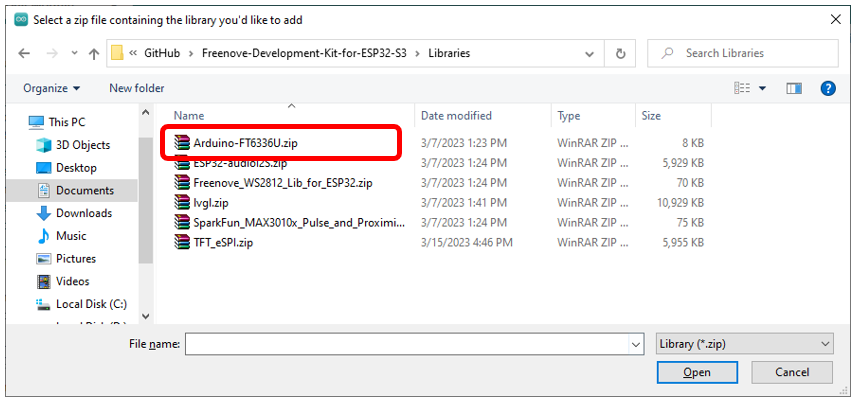 Select a zip file containing the library you'd like to add
« GitHub › Freenove-Development-Kit-for-ESP32-S3 › Libraries
Search Libraries
Organize New folder
This PC
3D Objects
Desktop
Documents
Downloads
Music
Pictures
Videos
Local Disk (C:)
Name Date modified Type Size
Arduino-FT6336U.zip 3/7/2023 1:23 PM WinRAR ZIP ... 8 KB
ESP32-audioI2S.zip 3/7/2023 1:24 PM WinRAR ZIP ... 5,929 KB
Freenove_WS2812_Lib_for_ESP32.zip 3/7/2023 1:24 PM WinRAR ZIP ... 70 KB
lvgl.zip 3/7/2023 1:41 PM WinRAR ZIP ... 10,929 KB
SparkFun_MAX3010x_Pulse_and_Proximi... 3/7/2023 1:24 PM WinRAR ZIP ... 75 KB
TFT_eSPI.zip 3/15/2023 4:46 PM WinRAR ZIP ... 5,955 KB
File name: Library (*.zip)
Open Cancel